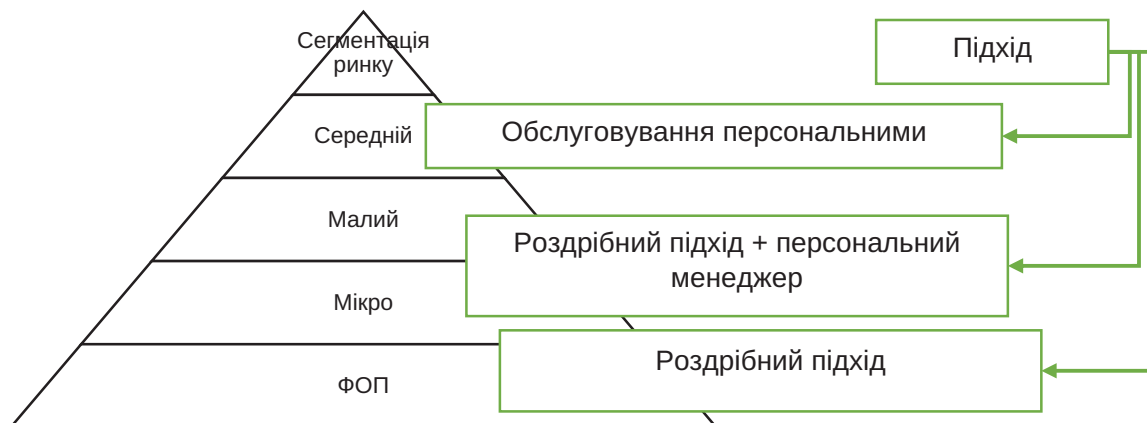 Сегментація
ринку
Підхід
Середній
Обслуговування персональними
Малий
Роздрібний підхід + персональний
менеджер
Мікро
Роздрібний підхід
ФОП